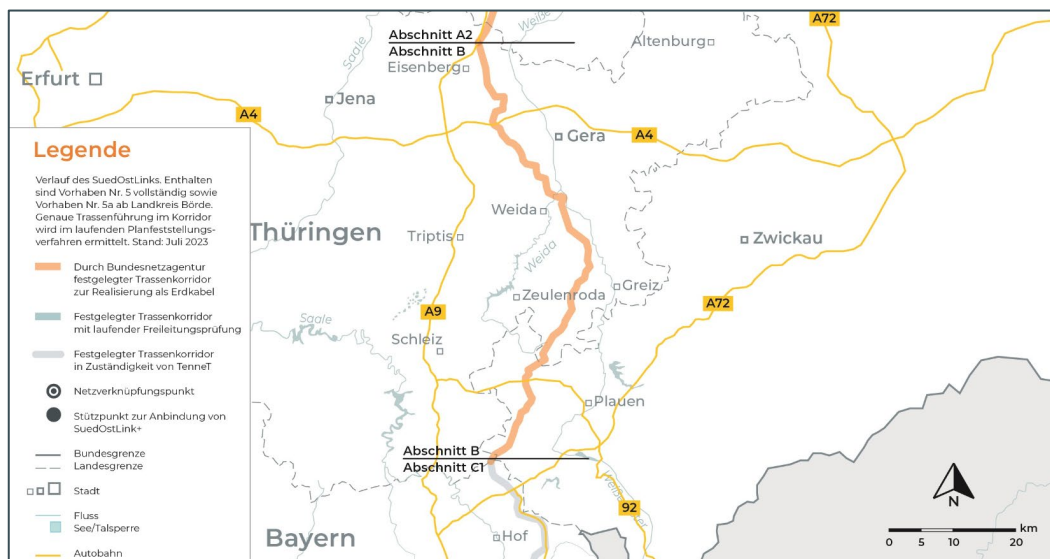 A72
Abschnitt A2
Abschnitt B
Weiße
Saale
Altenburg
Eisenberg
Erfurt
Jena
A4
Gera
A4
Legende
Verlauf des SuedOstLinks. Enthalten
sind Vorhaben Nr. 5 vollständig sowie
Vorhaben Nr. 5a ab Landkreis Börde.
Genaue Trassenführung im Korridor
wird im laufenden Planfeststellungs-
verfahren ermittelt. Stand: Juli 2023
Durch Bundesnetzagentur
festgelegter Trassenkorridor
zur Realisierung als Erdkabel
Festgelegter Trassenkorridor
mit laufender Freileitungsprüfung
Festgelegter Trassenkorridor
in Zuständigkeit von TenneT
Netzverknüpfungspunkt
Stützpunkt zur Anbindung von
SuedOstLink+
Bundesgrenze
Landesgrenze
Stadt
Fluss
See/Talsperre
Autobahn
Weida
Thüringen
Triptis
Zwickau
Weida
Zeulenroda
Greiz
A9
A72
Saale
Schleiz
Plauen
Abschnitt B
Abschnitt C1
92
Bayern
Hof
N
km
0 5 10 20